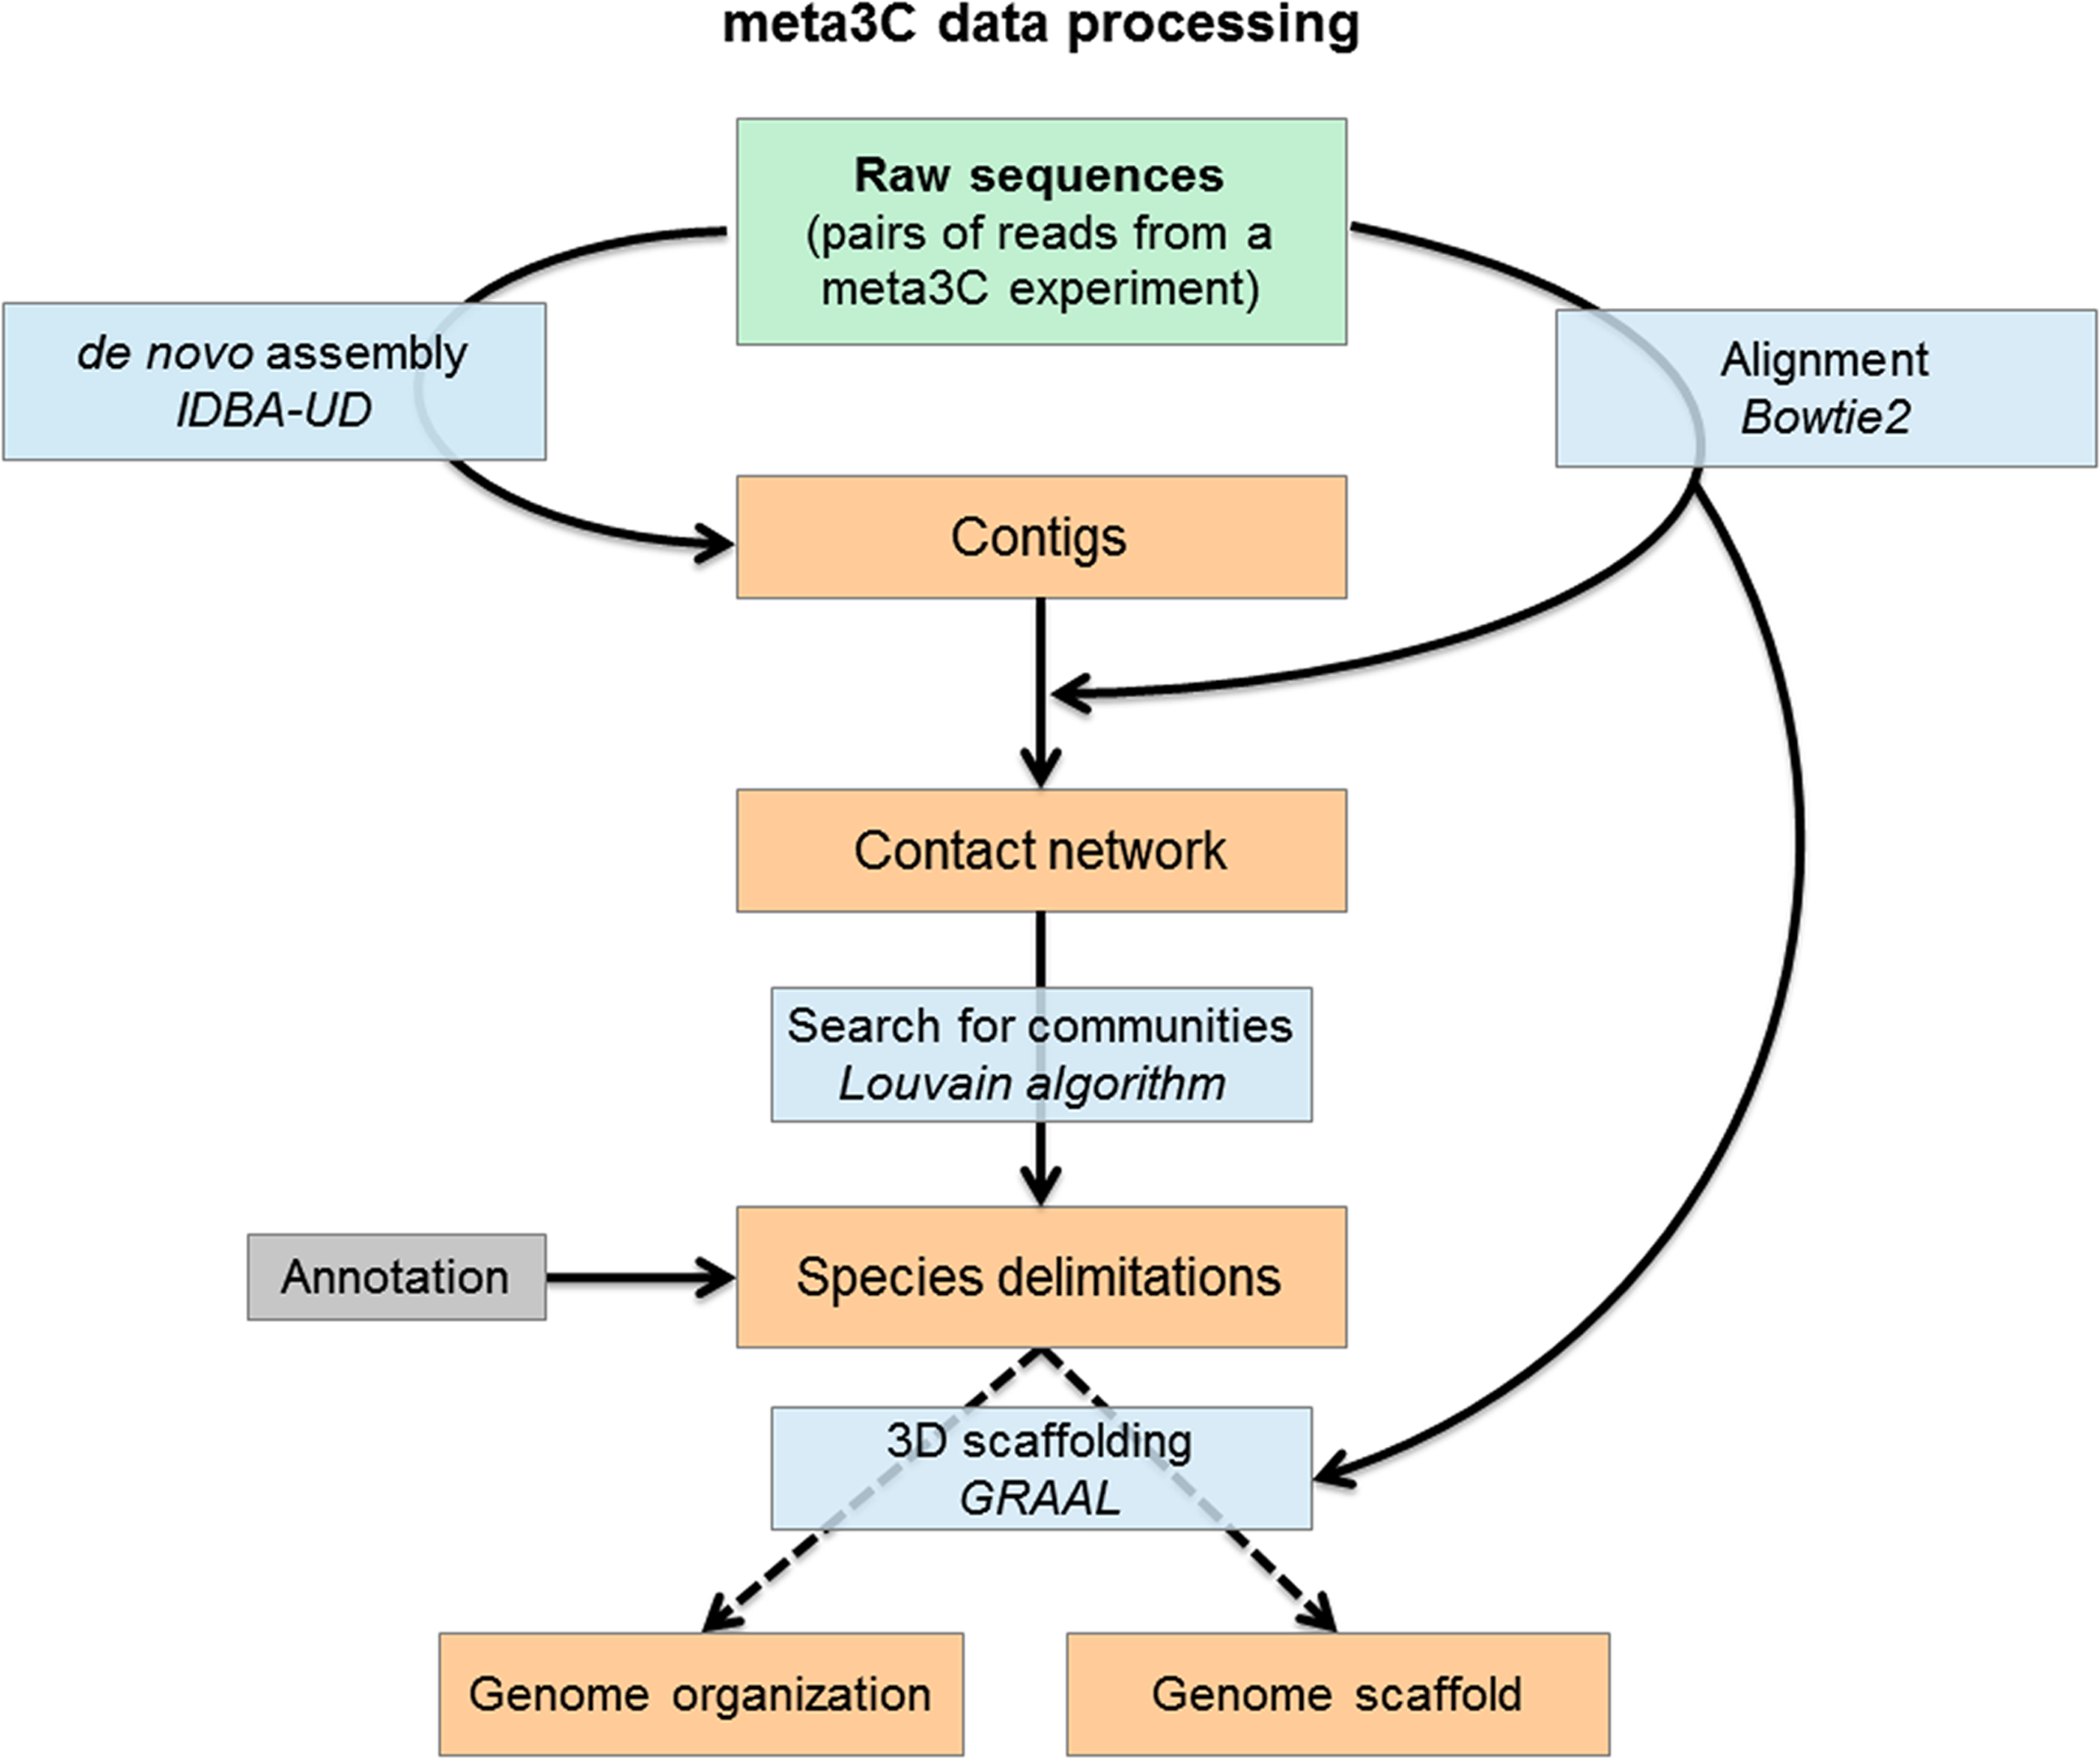 meta3C data processing
Raw sequences
(pairs of reads from a
meta3C experiment)
de novo assembly
IDBA-UD
Alignment
Bowtie2
Contigs
Contact network
Search for communities
Louvain algorithm
Annotation
Species delimitations
3D scaffolding
GRAAL
Genome organization
Genome scaffold